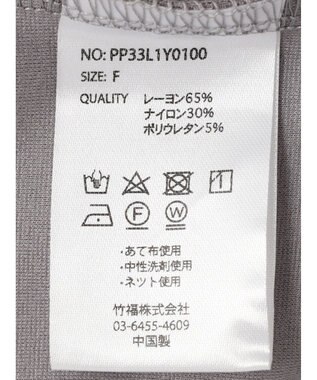 NO: PP33L1Y0100
SIZE: F
QUALITY レーヨン65%
ナイロン30%
ポリウレタン5%
F W
・あて布使用
・中性洗剤使用
・ネット使用
竹福株式会社
03-6455-4609
中国製